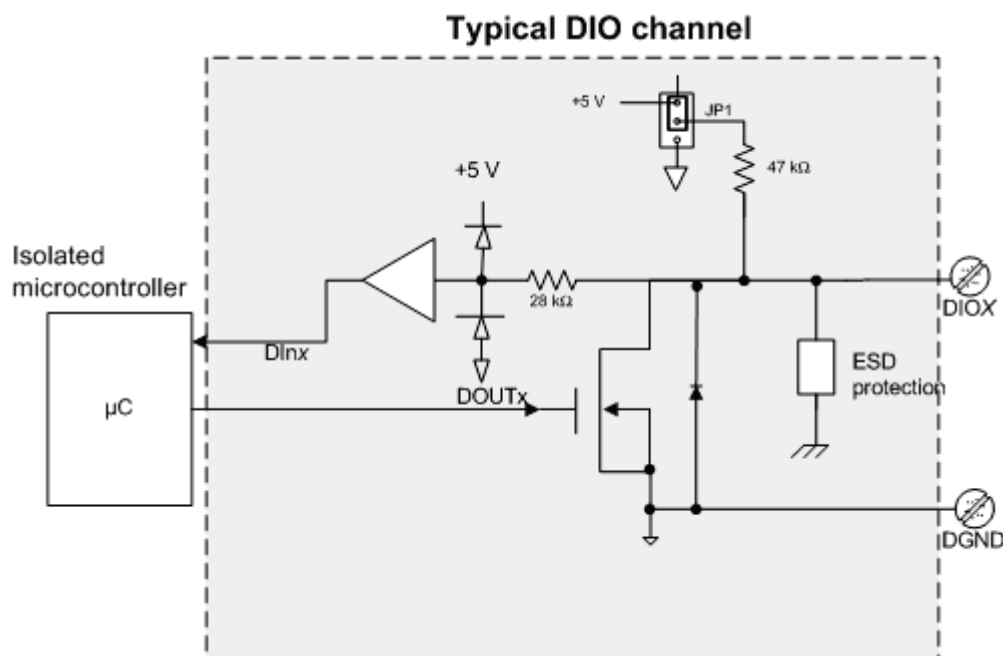 Typical DIO channel
+5 V
JP1
47 kΩ
+5 V
Isolated
microcontroller
28 kΩ
DIOX
DInx
ESD
protection
µC
DOUTx
DGND